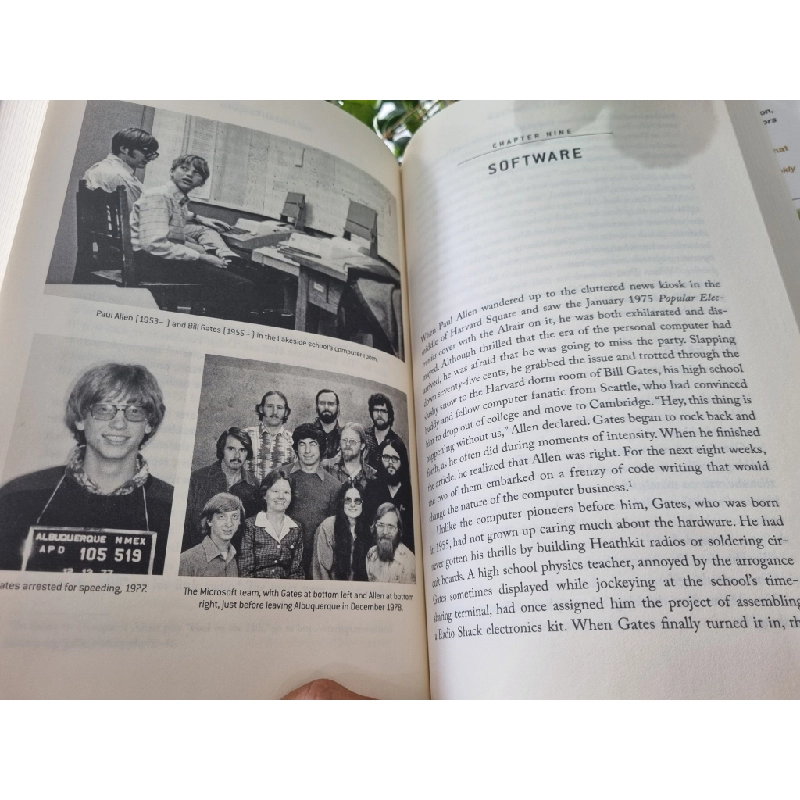 Paul Allen (1953– ) and Bill Gates (1955– ) in the Lakeside school's computer room.
ALBUQUERQUE NMEX
APD 105 519
12 13 77
ates arrested for speeding, 1977.
The Microsoft team, with Gates at bottom left and Allen at bottom
right, just before leaving Albuquerque in December 1978.
CHAPTER NINE
SOFTWARE
When Paul Allen wandered up to the cluttered news kiosk in the
middle of Harvard Square and saw the January 1975 Popular Elec-
cover with the Altair on it, he was both exhilarated and dis-
Although thrilled that the era of the personal computer had
he was afraid that he was going to miss the party. Slapping
down seventy-five cents, he grabbed the issue and trotted through the
slushy snow to the Harvard dorm room of Bill Gates, his high school
buddy and fellow computer fanatic from Seattle, who had convinced
him to drop out of college and move to Cambridge. "Hey, this thing is
happening without us," Allen declared. Gates began to rock back and
forth, as he often did during moments of intensity. When he finished
the article, he realized that Allen was right. For the next eight weeks,
the two of them embarked on a frenzy of code writing that would
change the nature of the computer business.¹
Unlike the computer pioneers before him, Gates, who was born
in 1955, had not grown up caring much about the hardware. He had
never gotten his thrills by building Heathkit radios or soldering cir-
cuit boards. A high school physics teacher, annoyed by the arrogance
Gates sometimes displayed while jockeying at the school's time-
sharing terminal, had once assigned him the project of assembling
a Radio Shack electronics kit. When Gates finally turned it in, th